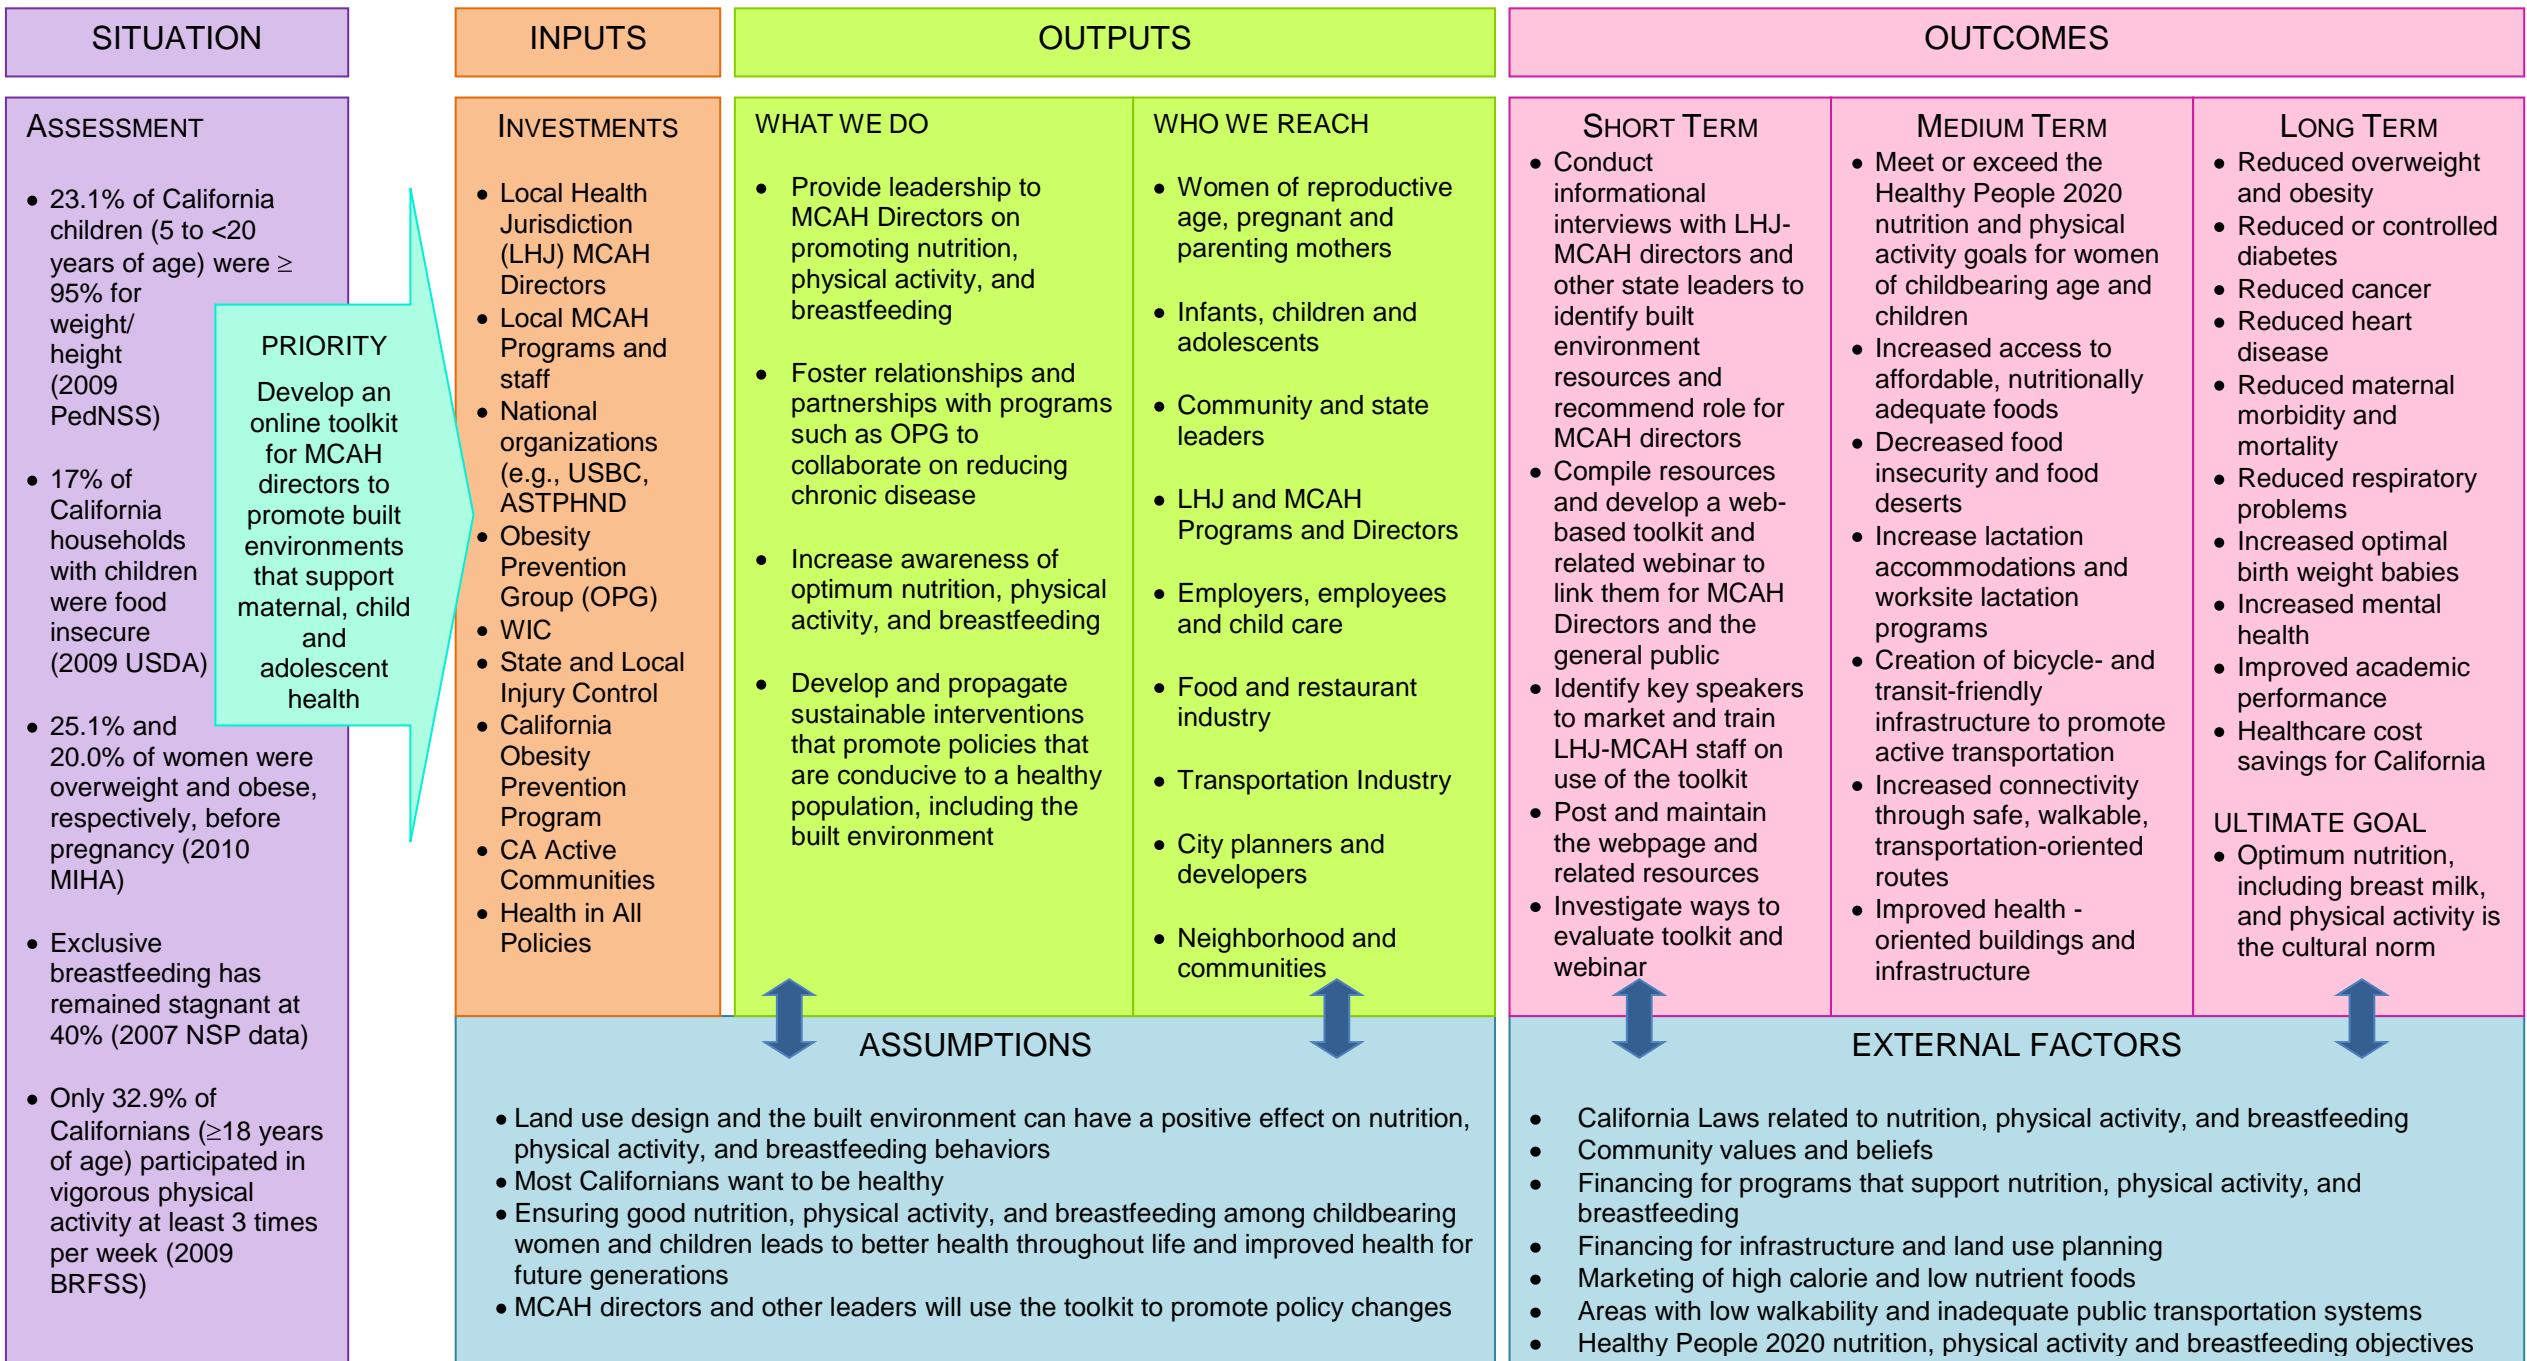 SITUATION
INPUTS
OUTPUTS
OUTCOMES
ASSESSMENT
• 23.1% of California
children (5 to <20
years of age) were ≥
95% for
weight/
height
(2009
PedNSS)
• 17% of
California
households
with children
were food
insecure
(2009 USDA)
• 25.1% and
20.0% of women were
overweight and obese,
respectively, before
pregnancy (2010
MIHA)
• Exclusive
breastfeeding has
remained stagnant at
40% (2007 NSP data)
• Only 32.9% of
Californians (≥18 years
of age) participated in
vigorous physical
activity at least 3 times
per week (2009
BRFSS)
PRIORITY
Develop an
online toolkit
for MCAH
directors to
promote built
environments
that support
maternal, child
and
adolescent
health
INVESTMENTS
• Local Health
Jurisdiction
(LHJ) MCAH
Directors
• Local MCAH
Programs and
staff
• National
organizations
(e.g., USBC,
ASTPHND
• Obesity
Prevention
Group (OPG)
• WIC
• State and Local
Injury Control
• California
Obesity
Prevention
Program
• CA Active
Communities
• Health in All
Policies
WHAT WE DO
• Provide leadership to
MCAH Directors on
promoting nutrition,
physical activity, and
breastfeeding
• Foster relationships and
partnerships with programs
such as OPG to
collaborate on reducing
chronic disease
• Increase awareness of
optimum nutrition, physical
activity, and breastfeeding
• Develop and propagate
sustainable interventions
that promote policies that
are conducive to a healthy
population, including the
built environment
WHO WE REACH
• Women of reproductive
age, pregnant and
parenting mothers
• Infants, children and
adolescents
• Community and state
leaders
• LHJ and MCAH
Programs and Directors
• Employers, employees
and child care
• Food and restaurant
industry
• Transportation Industry
• City planners and
developers
• Neighborhood and
communities
SHORT TERM
• Conduct
informational
interviews with LHJ-
MCAH directors and
other state leaders to
identify built
environment
resources and
recommend role for
MCAH directors
• Compile resources
and develop a web-
based toolkit and
related webinar to
link them for MCAH
Directors and the
general public
• Identify key speakers
to market and train
LHJ-MCAH staff on
use of the toolkit
• Post and maintain
the webpage and
related resources
• Investigate ways to
evaluate toolkit and
webinar
MEDIUM TERM
• Meet or exceed the
Healthy People 2020
nutrition and physical
activity goals for women
of childbearing age and
children
• Increased access to
affordable, nutritionally
adequate foods
• Decreased food
insecurity and food
deserts
• Increase lactation
accommodations and
worksite lactation
programs
• Creation of bicycle- and
transit-friendly
infrastructure to promote
active transportation
• Increased connectivity
through safe, walkable,
transportation-oriented
routes
• Improved health -
oriented buildings and
infrastructure
LONG TERM
• Reduced overweight
and obesity
• Reduced or controlled
diabetes
• Reduced cancer
• Reduced heart
disease
• Reduced maternal
morbidity and
mortality
• Reduced respiratory
problems
• Increased optimal
birth weight babies
• Increased mental
health
• Improved academic
performance
• Healthcare cost
savings for California
ULTIMATE GOAL
• Optimum nutrition,
including breast milk,
and physical activity is
the cultural norm
ASSUMPTIONS
• Land use design and the built environment can have a positive effect on nutrition,
physical activity, and breastfeeding behaviors
• Most Californians want to be healthy
• Ensuring good nutrition, physical activity, and breastfeeding among childbearing
women and children leads to better health throughout life and improved health for
future generations
• MCAH directors and other leaders will use the toolkit to promote policy changes
EXTERNAL FACTORS
• California Laws related to nutrition, physical activity, and breastfeeding
• Community values and beliefs
• Financing for programs that support nutrition, physical activity, and
breastfeeding
• Financing for infrastructure and land use planning
• Marketing of high calorie and low nutrient foods
• Areas with low walkability and inadequate public transportation systems
• Healthy People 2020 nutrition, physical activity and breastfeeding objectives